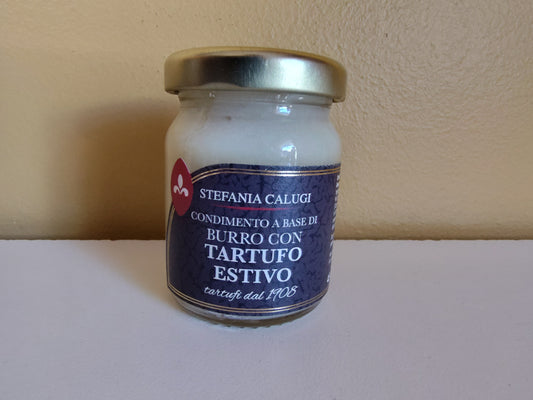 STEFANIA CALUGI
CONDIMENTO A BASE DI
BURRO CON
TARTUFO
ESTIVO
tartufi dal 1908